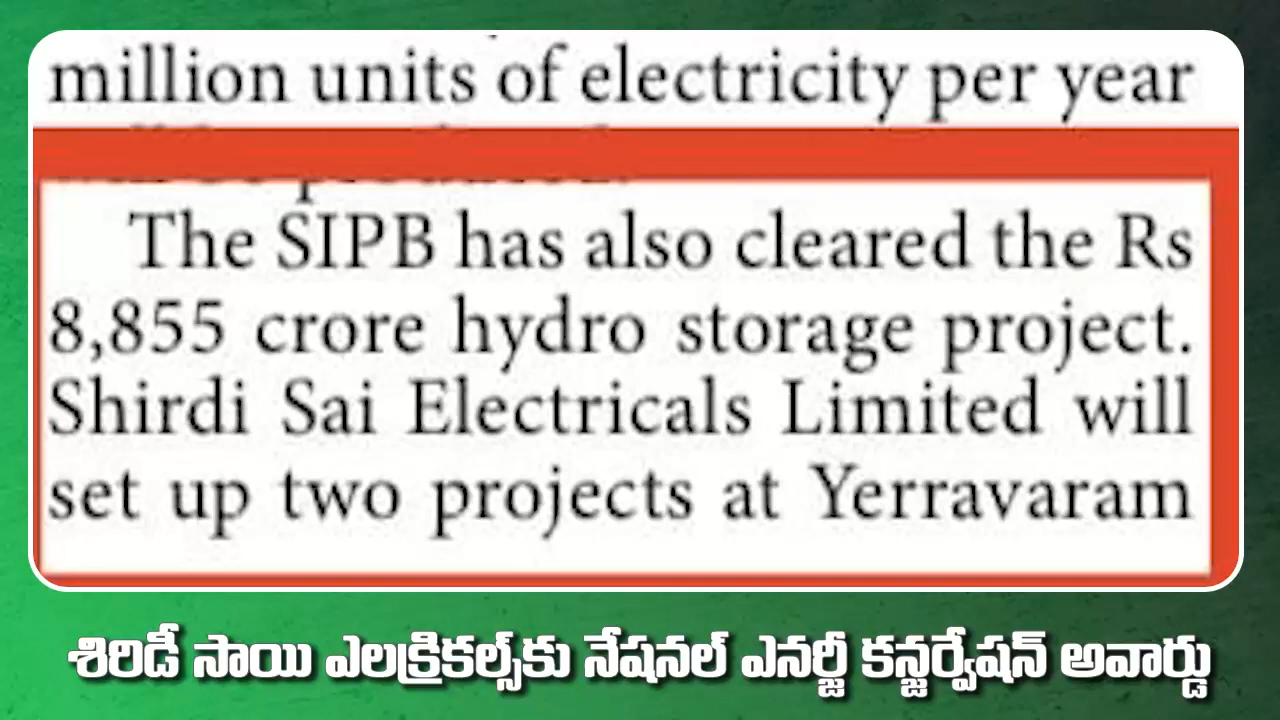 million units of electricity per year
The SIPB has also cleared the Rs
8,855 crore hydro storage project.
Shirdi Sai Electricals Limited will
set up two projects at Yerravaram
శిరిడీ సాయి ఎలక్ట్రికల్స్‌కు నేషనల్ ఎనర్జీ కన్జర్వేషన్ అవార్డు